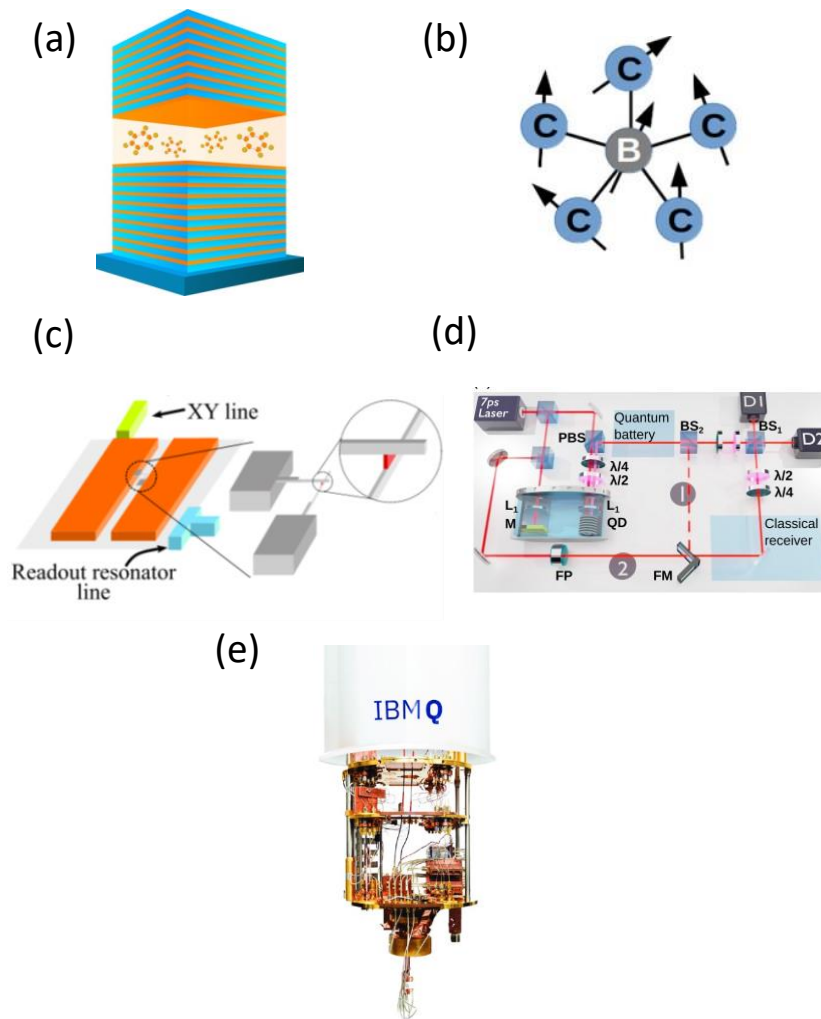 (a)
(b)
C
C
C
B
C
C
(c)
(d)
XY line
Readout resonator
line
7ps
Laser
PBS
Quantum
battery
BS₂
BS₁
D1
D2
λ/4
λ/2
L₁
M
L₁
QD
1
λ/2
λ/4
Classical
receiver
FP
2
FM
(e)
IBM Q